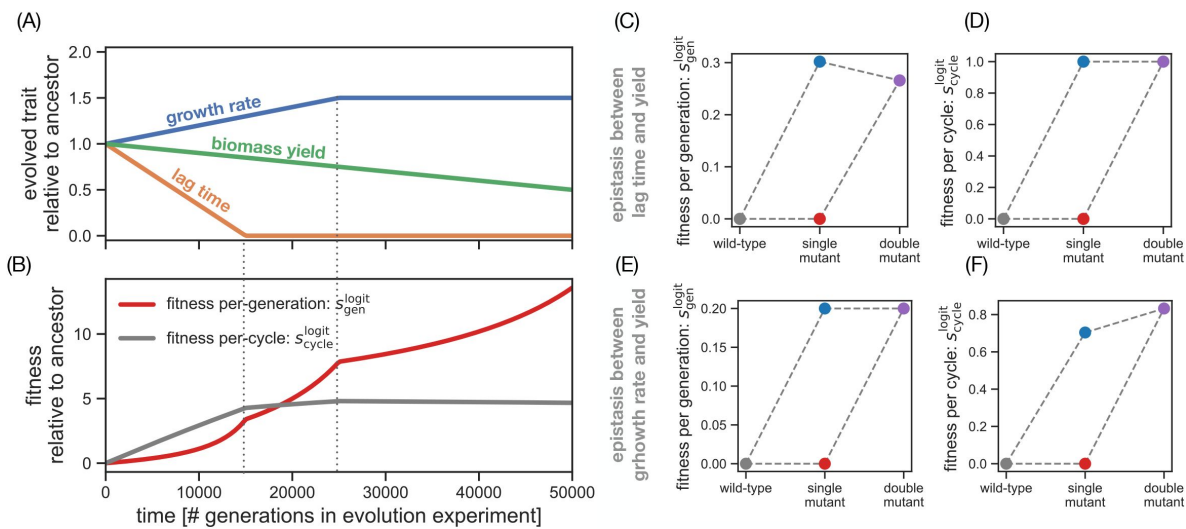 (A)
2.0
1.5
1.0
0.5
0.0
evolved trait
relative to ancestor
growth rate
biomass yield
lag time
(B)
10
5
0
fitness
relative to ancestor
fitness per-generation: s_gen^logit
fitness per-cycle: s_cycle^logit
0
10000
20000
30000
40000
50000
time [# generations in evolution experiment]
epistasis between
lag time and yield
(C)
fitness per generation: s_gen^logit
0.3
0.2
0.1
0.0
wild-type
single
mutant
double
mutant
(D)
fitness per cycle: s_cycle^logit
1.0
0.8
0.6
0.4
0.2
0.0
wild-type
single
mutant
double
mutant
epistasis between
grhowth rate and yield
(E)
fitness per generation: s_gen^logit
0.20
0.15
0.10
0.05
0.00
wild-type
single
mutant
double
mutant
(F)
fitness per cycle: s_cycle^logit
0.8
0.6
0.4
0.2
0.0
wild-type
single
mutant
double
mutant